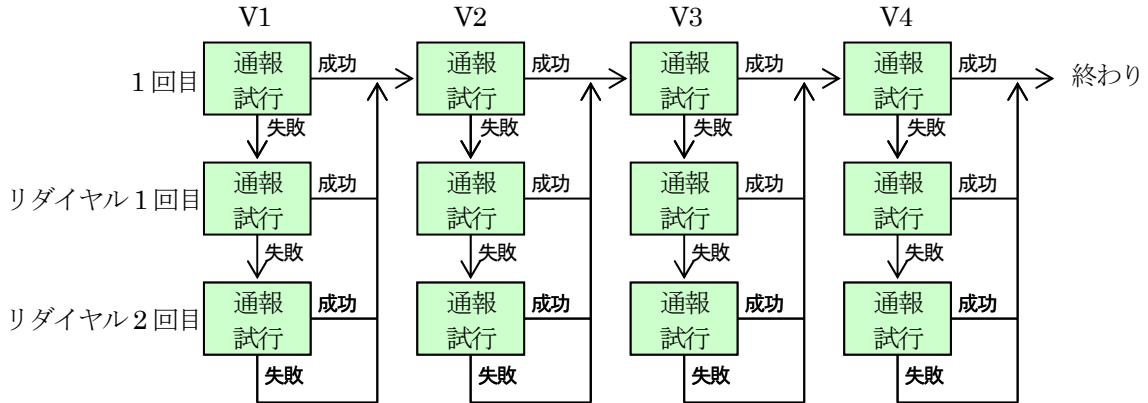 V1 V2 V3 V4
1回目 通報 成功 通報 成功 通報 成功 通報 成功 終わり
試行 試行 試行 試行
失敗 失敗 失敗 失敗
リダイヤル1回目 通報 成功 通報 成功 通報 成功 通報 成功
試行 試行 試行 試行
失敗 失敗 失敗 失敗
リダイヤル2回目 通報 成功 通報 成功 通報 成功 通報 成功
試行 試行 試行 試行
失敗 失敗 失敗 失敗